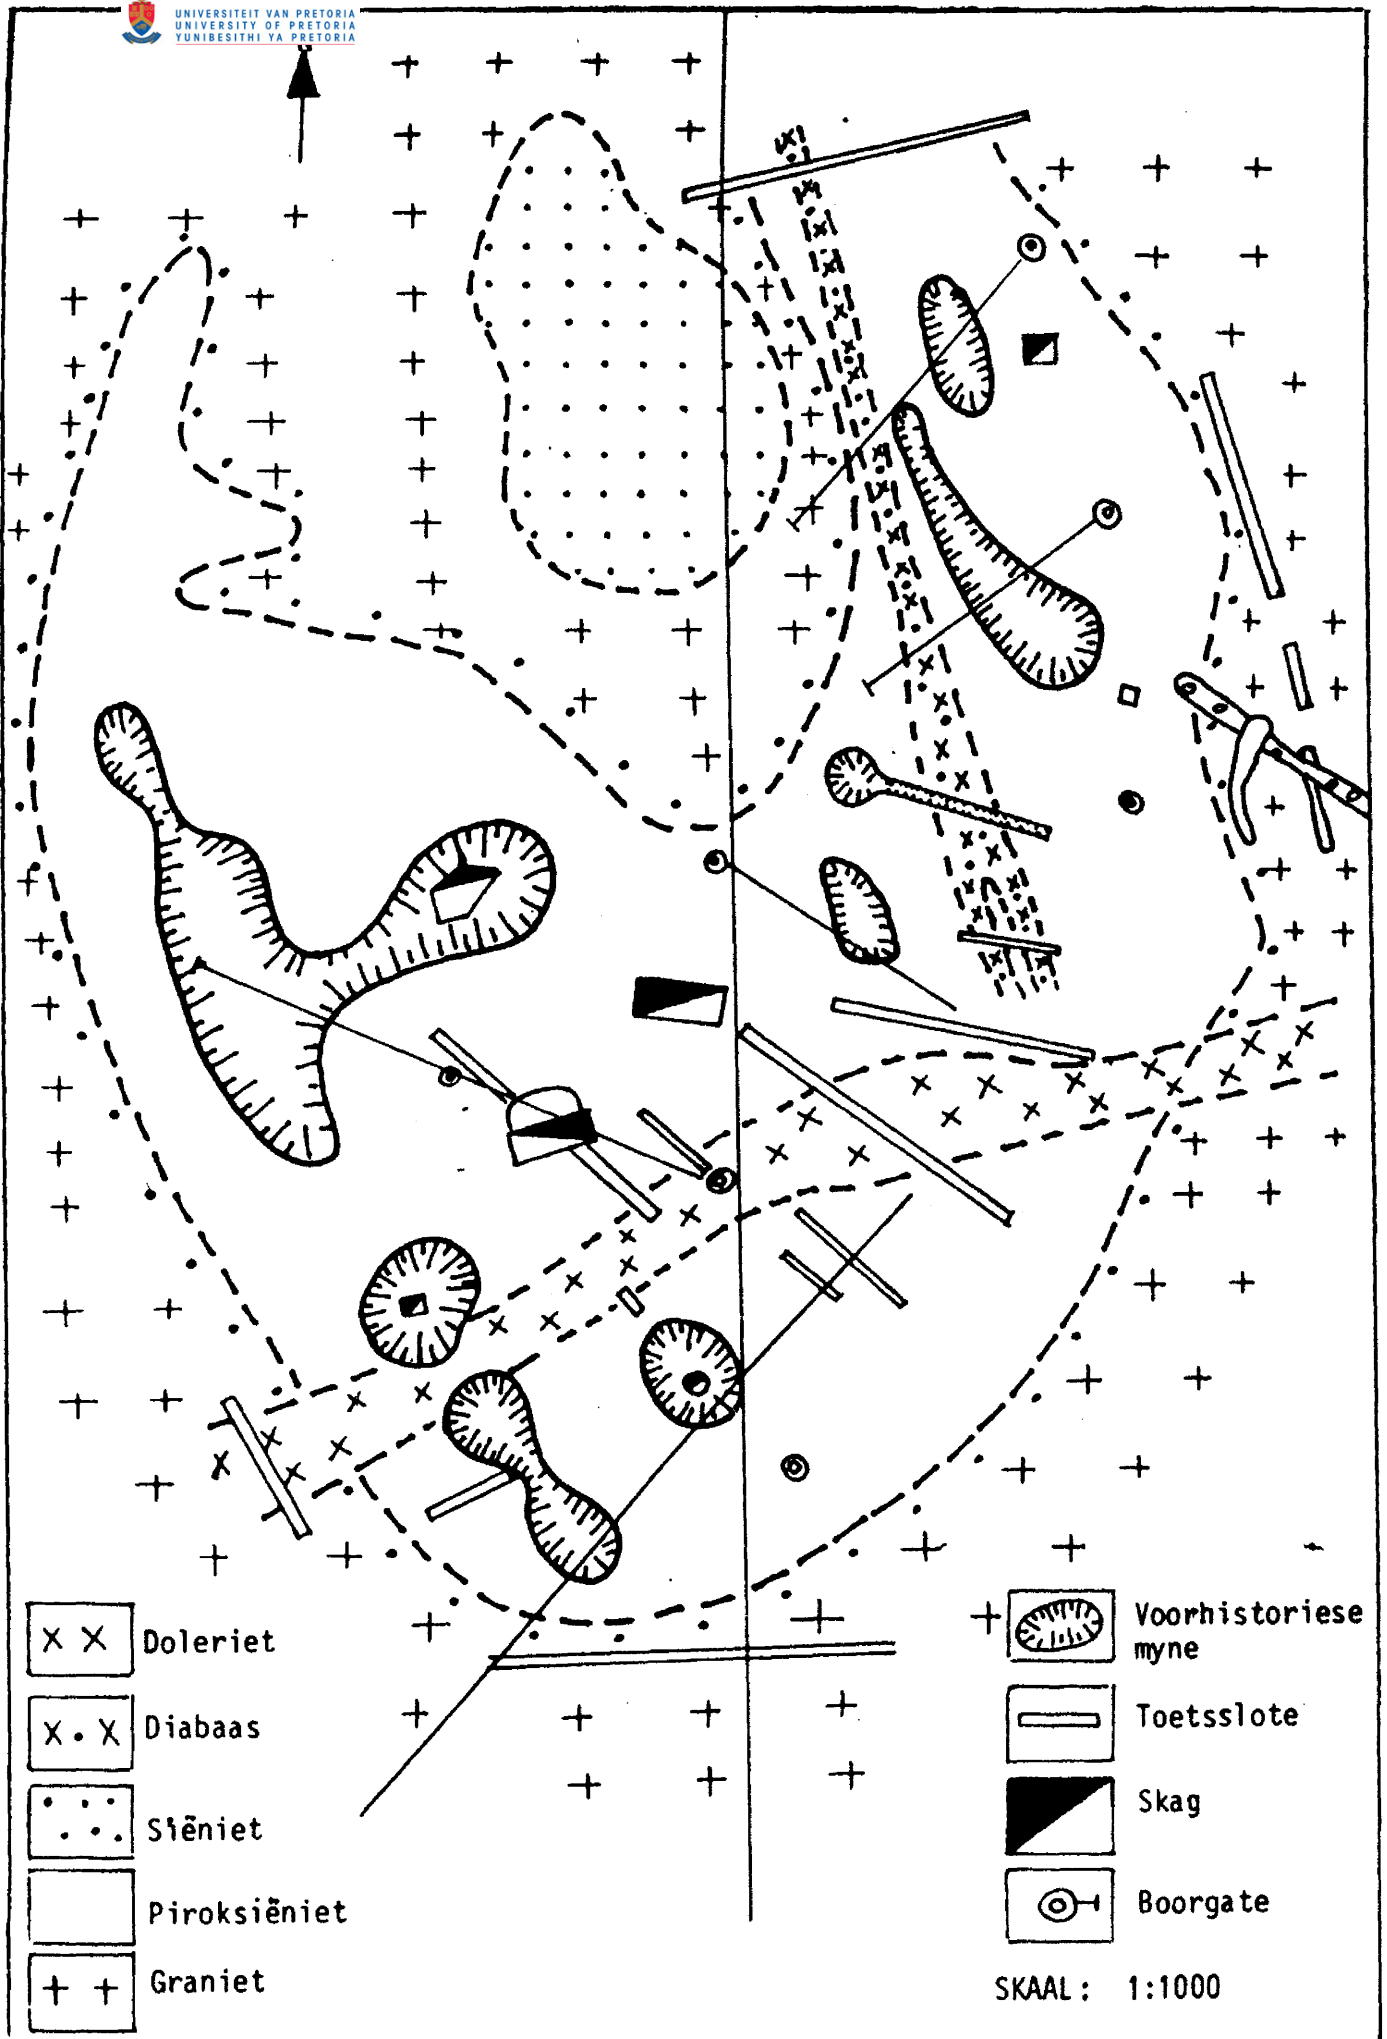 UNIVERSITEIT VAN PRETORIA
UNIVERSITY OF PRETORIA
YUNIBESITHI YA PRETORIA
Doleriet
Diabaas
Siëniet
Piroksiëniet
Graniet
Voorhistoriese
myne
Toetsslote
Skag
Boorgate
SKAAL: 1:1000